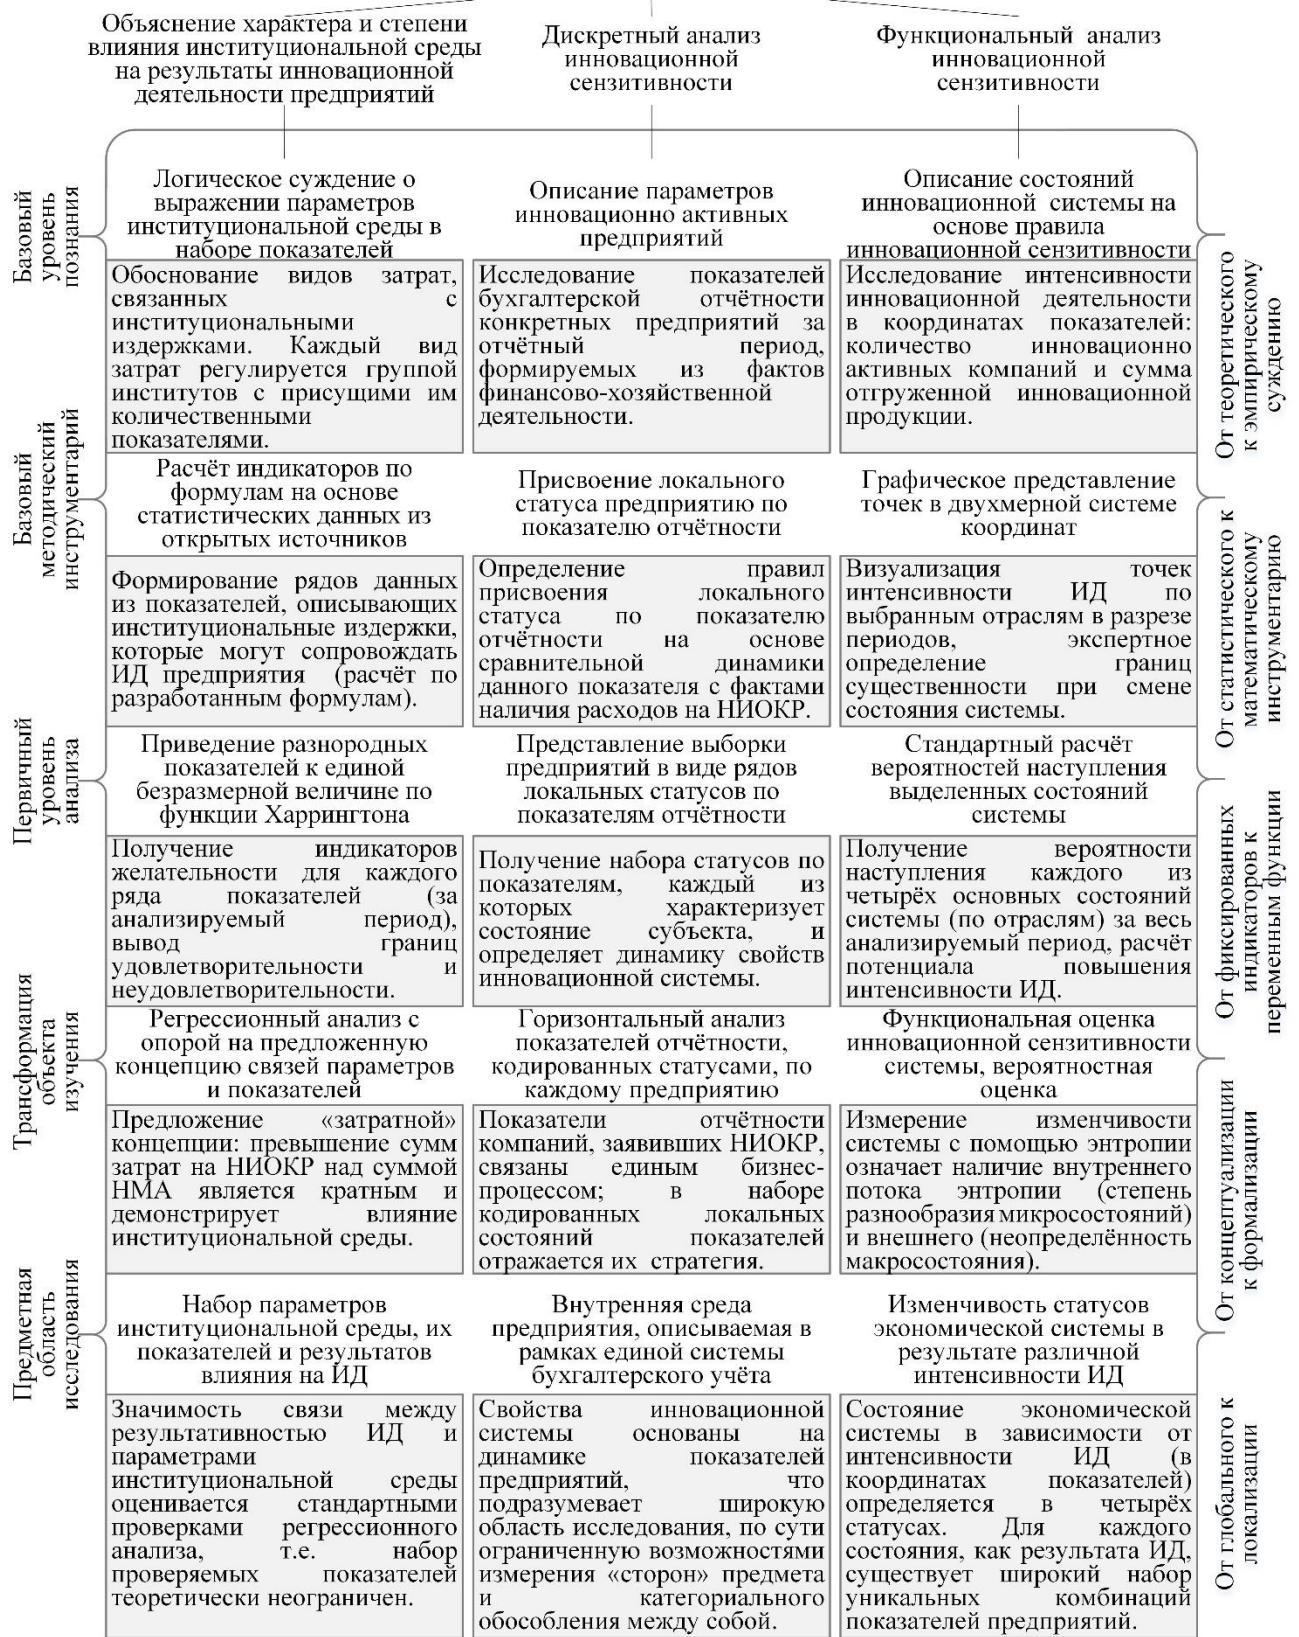 Объяснение характера и степени
влияния институциональной среды
на результаты инновационной
деятельности предприятий
Дискретный анализ
инновационной
сензитивности
Функциональный анализ
инновационной
сензитивности
Базовый
уровень
познания
Логическое суждение о
выражении параметров
институциональной среды в
наборе показателей
Описание параметров
инновационно активных
предприятий
Описание состояний
инновационной системы на
основе правила
инновационной сензитивности
Обоснование видов затрат,
связанных с
институциональными
издержками. Каждый вид
затрат регулируется группой
институтов с присущими им
количественными
показателями.
Исследование показателей
бухгалтерской отчётности
конкретных предприятий за
отчётный период,
формируемых из фактов
финансово-хозяйственной
деятельности.
Исследование интенсивности
инновационной деятельности
в координатах показателей:
количество инновационно
активных компаний и сумма
отгруженной инновационной
продукции.
От теоретического
к эмпирическому
суждению
Базовый
методический
инструментарий
Расчёт индикаторов по
формулам на основе
статистических данных из
открытых источников
Присвоение локального
статуса предприятию по
показателю отчётности
Графическое представление
точек в двухмерной системе
координат
Формирование рядов данных
из показателей, описывающих
институциональные издержки,
которые могут сопровождать
ИД предприятия (расчёт по
разработанным формулам).
Определение правил
присвоения локального
статуса по показателю
отчётности на основе
сравнительной динамики
данного показателя с фактами
наличия расходов на НИОКР.
Визуализация точек
интенсивности ИД по
выбранным отраслям в разрезе
периодов, экспертное
определение границ
существенности при смене
состояния системы.
От статистического к
математическому
инструментарию
Первичный
уровень
анализа
Приведение разнородных
показателей к единой
безразмерной величине по
функции Харрингтона
Представление выборки
предприятий в виде рядов
локальных статусов по
показателям отчётности
Стандартный расчёт
вероятностей наступления
выделенных состояний
системы
Получение индикаторов
желательности для каждого
ряда показателей (за
анализируемый период),
вывод границ
удовлетворительности и
неудовлетворительности.
Получение набора статусов по
показателям, каждый из
которых характеризует
состояние субъекта, и
определяет динамику свойств
инновационной системы.
Получение вероятности
наступления каждого из
четырёх основных состояний
системы (по отраслям) за весь
анализируемый период, расчёт
потенциала повышения
интенсивности ИД.
От фиксированных
индикаторов к
переменным функции
Трансформация
объекта
изучения
Регрессионный анализ с
опорой на предложенную
концепцию связей параметров
и показателей
Горизонтальный анализ
показателей отчётности,
кодированных статусами, по
каждому предприятию
Функциональная оценка
инновационной сензитивности
системы, вероятностная
оценка
Предложение «затратной»
концепции: превышение сумм
затрат на НИОКР над суммой
НМА является кратным и
демонстрирует влияние
институциональной среды.
Показатели отчётности
компаний, заявивших НИОКР,
связаны единым бизнес-
процессом; в наборе
кодированных локальных
состояний показателей
отражается их стратегия.
Измерение изменчивости
системы с помощью энтропии
означает наличие внутреннего
потока энтропии (степень
разнообразия микросостояний)
и внешнего (неопределённость
макросостояния).
От концептуализации
к формализации
Предметная
область
исследования
Набор параметров
институциональной среды, их
показателей и результатов
влияния на ИД
Внутренняя среда
предприятия, описываемая в
рамках единой системы
бухгалтерского учёта
Изменчивость статусов
экономической системы в
результате различной
интенсивности ИД
Значимость связи между
результативностью ИД и
параметрами
институциональной среды
оценивается стандартными
проверками регрессионного
анализа, т.е. набор
проверяемых показателей
теоретически неограничен.
Свойства инновационной
системы основаны на
динамике показателей
предприятий, что
подразумевает широкую
область исследования, по сути
ограниченную возможностями
измерения «сторон» предмета
и категориального
обособления между собой.
Состояние экономической
системы в зависимости от
интенсивности ИД (в
координатах показателей)
определяется в четырёх
статусах. Для каждого
состояния, как результата ИД,
существует широкий набор
уникальных комбинаций
показателей предприятий.
От глобального к
локализации